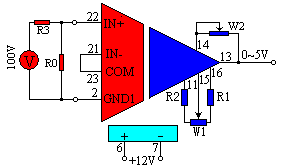 22
IN+
W2
R3
14
100V
V
R0
21
IN-
13
0~5V
COM
23
11
15
16
2
GND1
R2
R1
W1
+
-
6
7
+12V